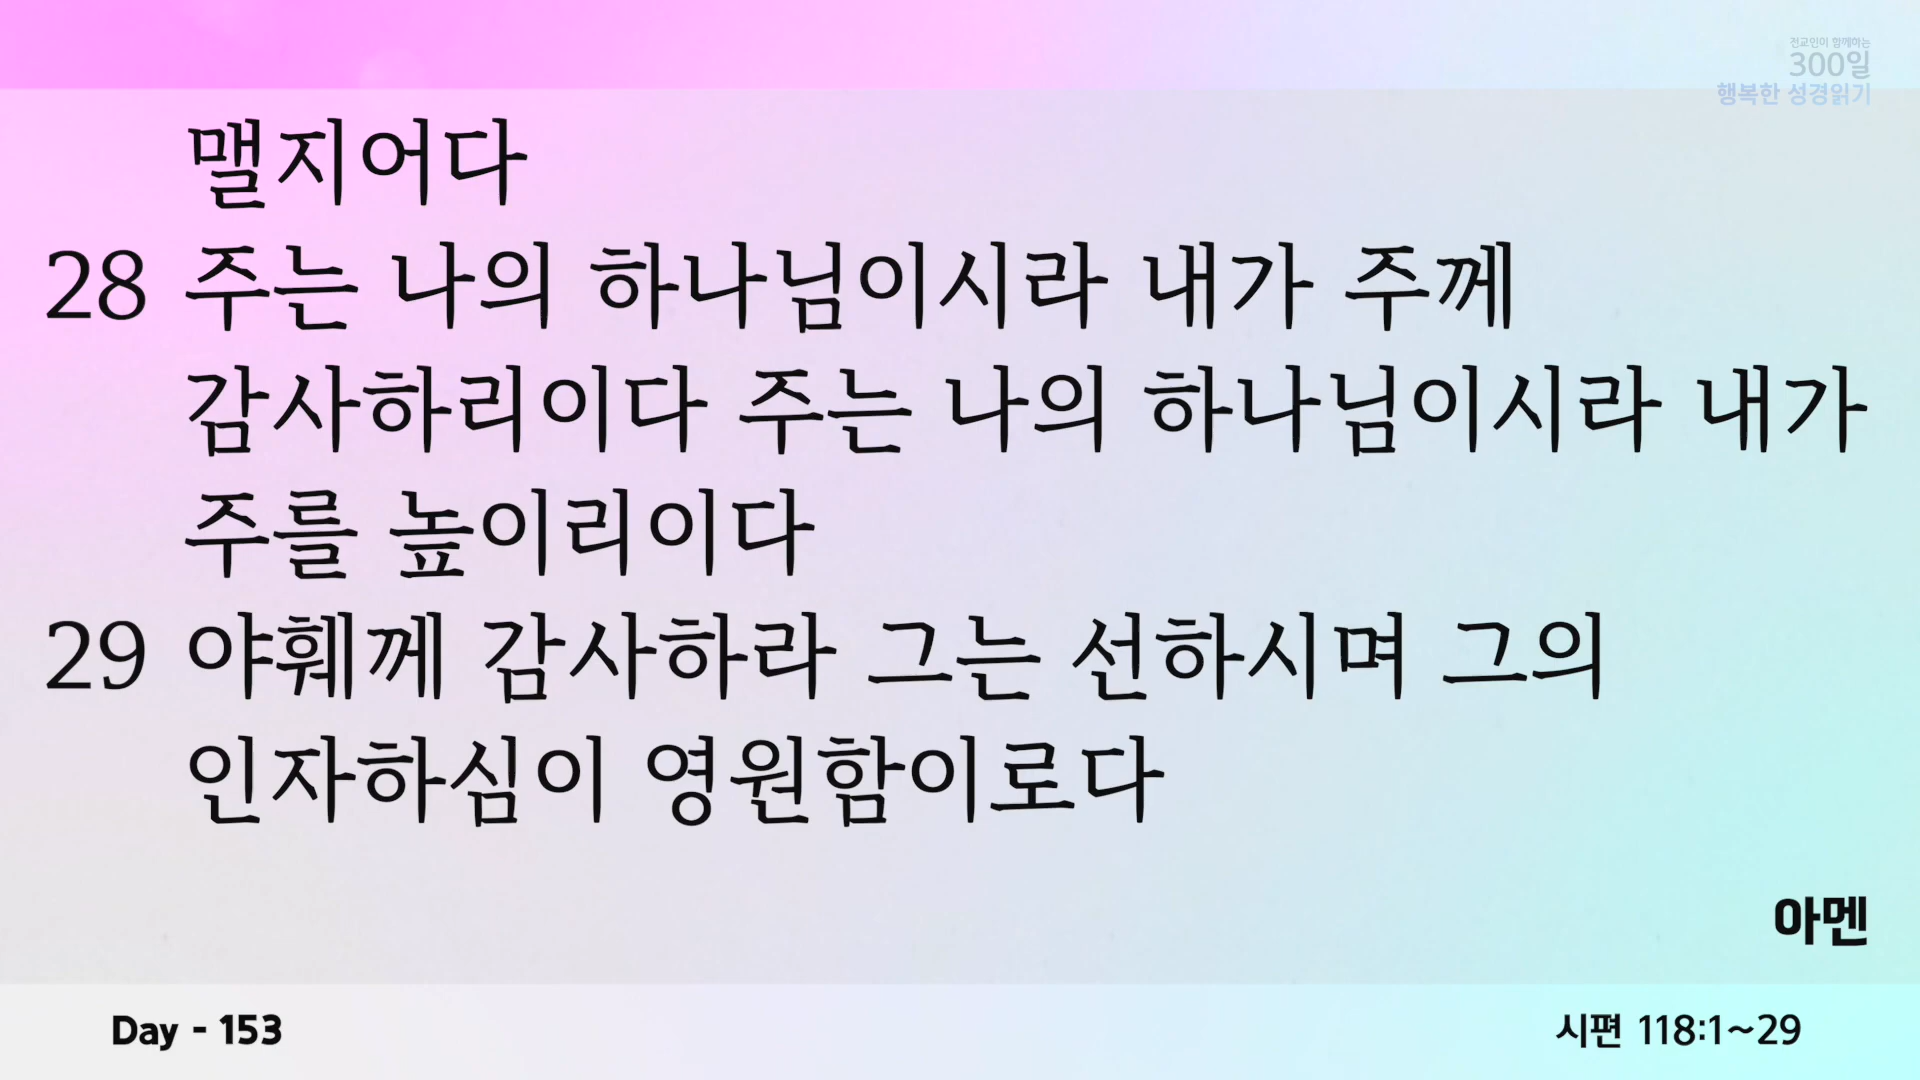 전교인이 함께하는
300일
행복한 성경읽기
맬지어다
28 주는 나의 하나님이시라 내가 주께
감사하리이다 주는 나의 하나님이시라 내가
주를 높이리이다
29 야훼께 감사하라 그는 선하시며 그의
인자하심이 영원함이로다
아멘
Day - 153
시편 118:1~29